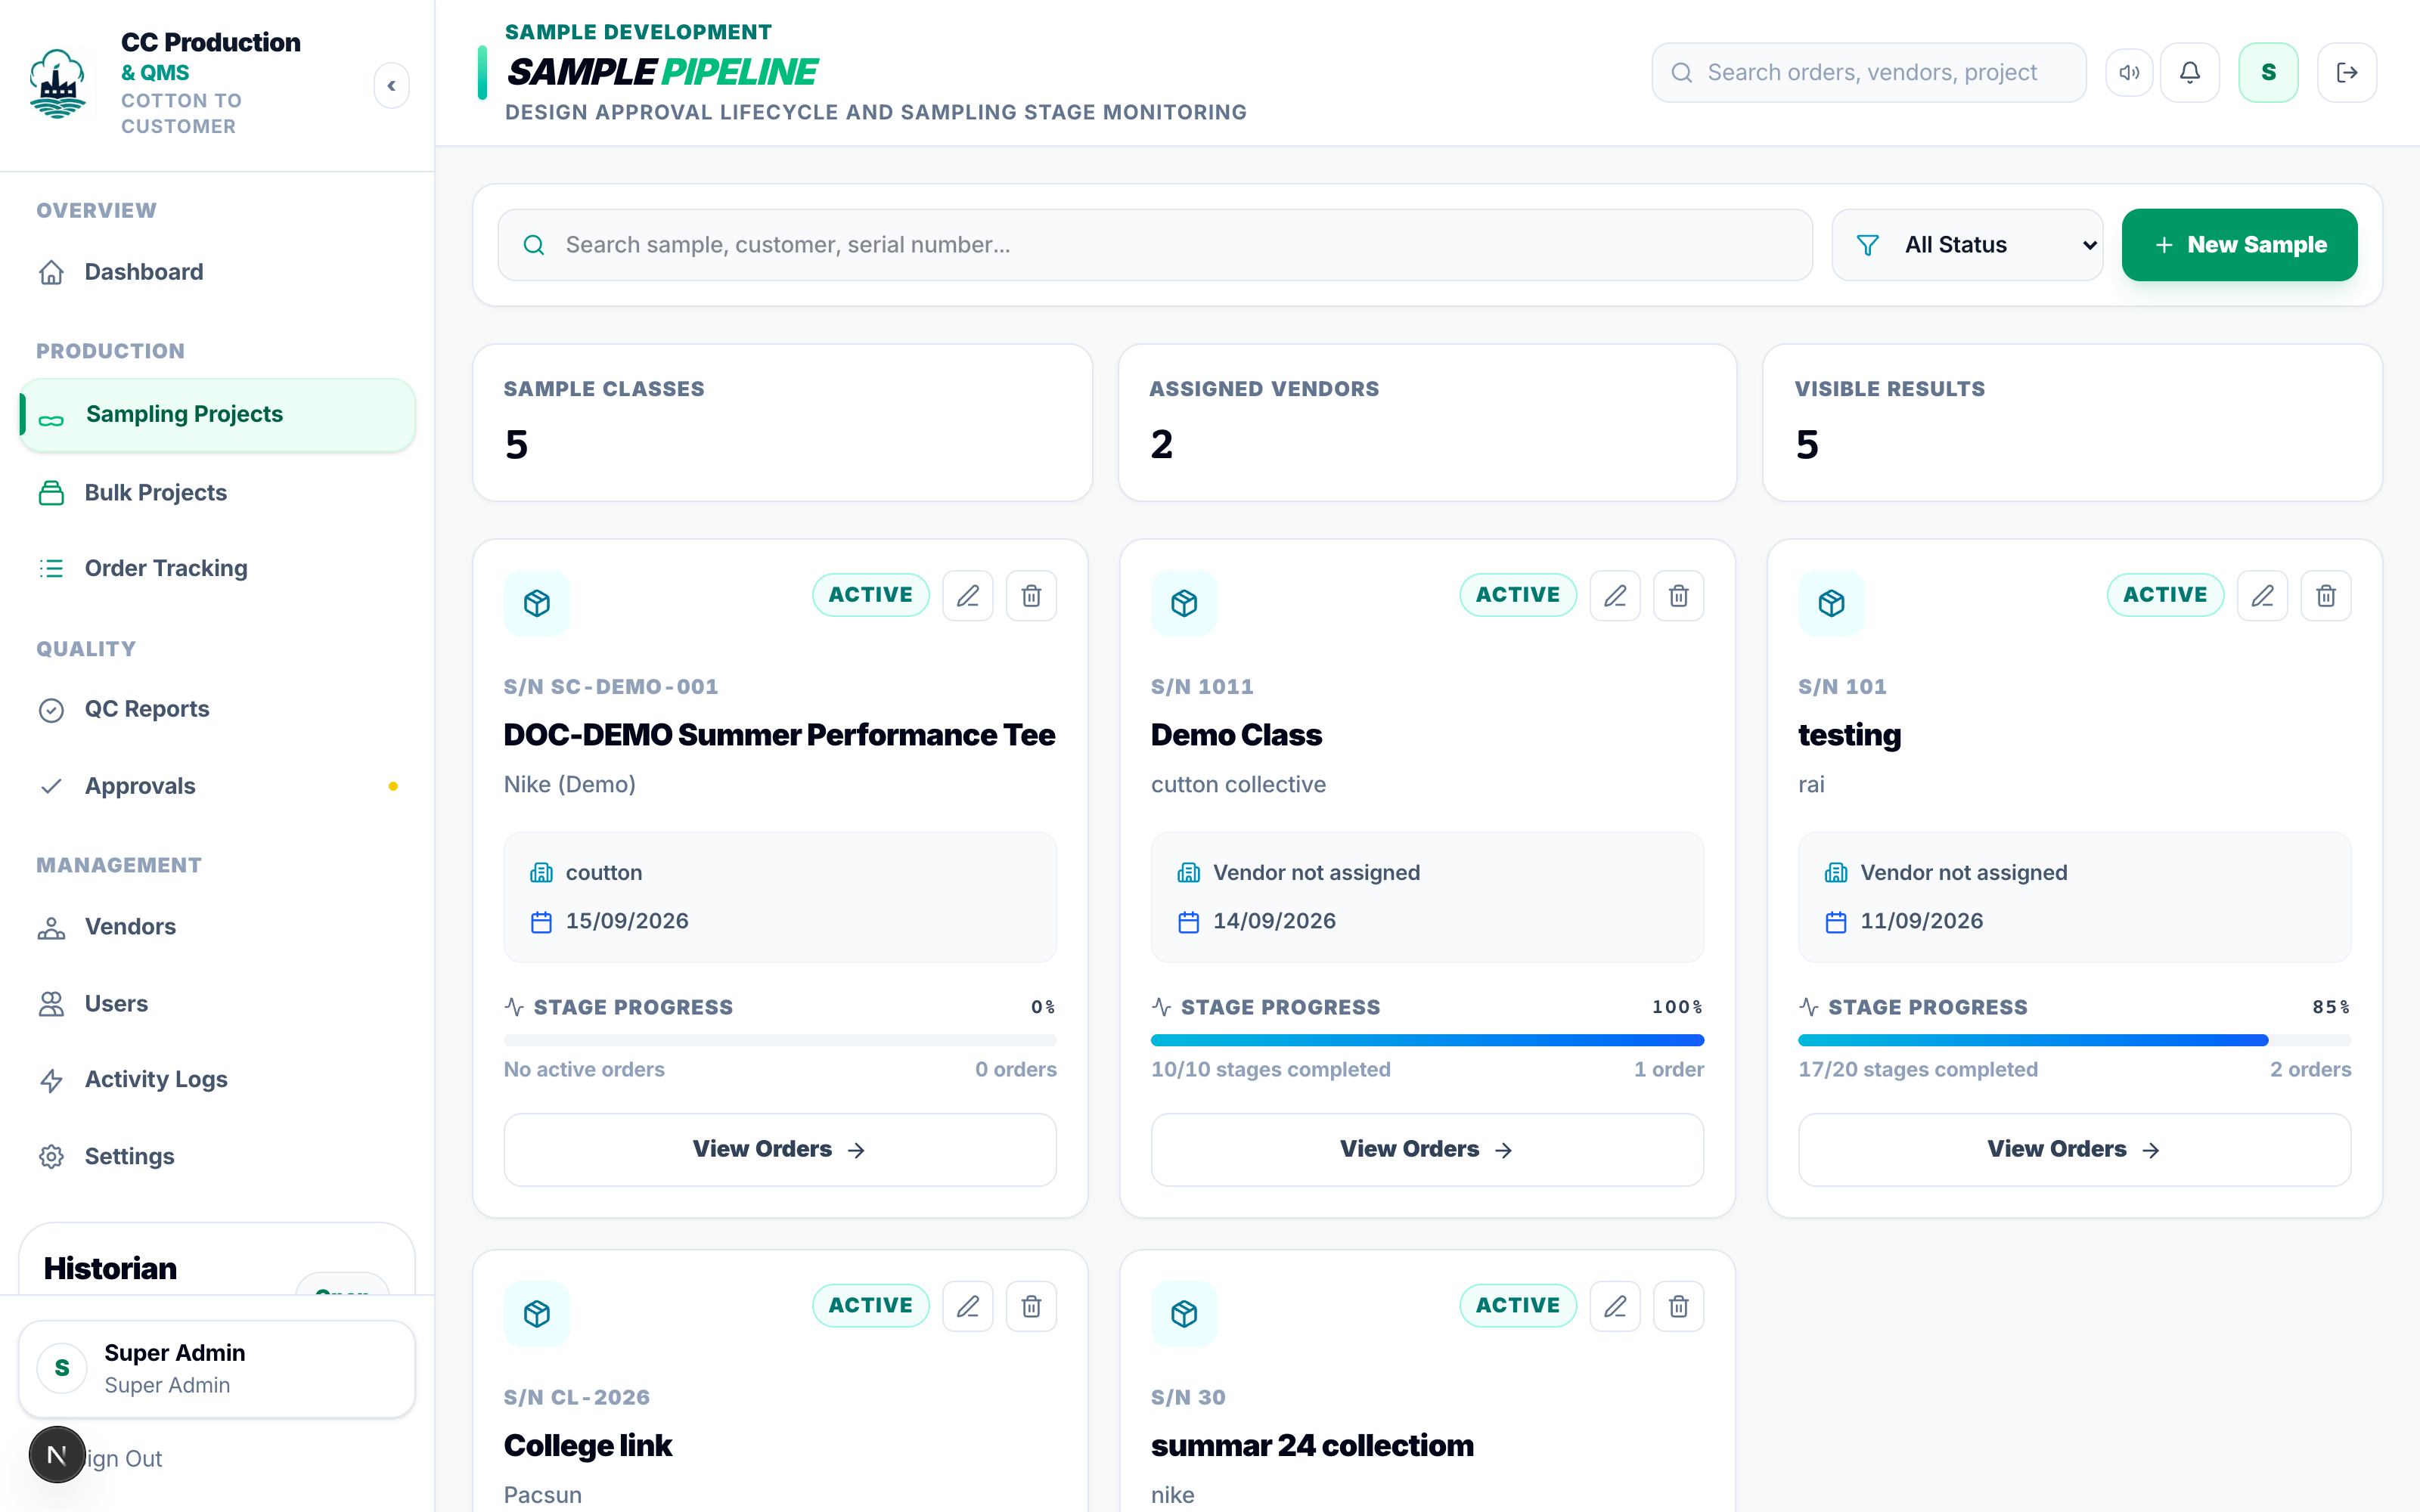 CC Production
& QMS
COTTON TO
CUSTOMER
OVERVIEW
Dashboard
PRODUCTION
Sampling Projects
Bulk Projects
Order Tracking
QUALITY
QC Reports
Approvals
MANAGEMENT
Vendors
Users
Activity Logs
Settings
Historian
S
Super Admin
Super Admin
N
ign Out
SAMPLE DEVELOPMENT
SAMPLE PIPELINE
DESIGN APPROVAL LIFECYCLE AND SAMPLING STAGE MONITORING
Search orders, vendors, project
S
Search sample, customer, serial number...
All Status
+ New Sample
SAMPLE CLASSES
5
ASSIGNED VENDORS
2
VISIBLE RESULTS
5
ACTIVE
S/N SC-DEMO-001
DOC-DEMO Summer Performance Tee
Nike (Demo)
coutton
15/09/2026
STAGE PROGRESS 0%
No active orders 0 orders
View Orders →
ACTIVE
S/N 1011
Demo Class
cutton collective
Vendor not assigned
14/09/2026
STAGE PROGRESS 100%
10/10 stages completed 1 order
View Orders →
ACTIVE
S/N 101
testing
rai
Vendor not assigned
11/09/2026
STAGE PROGRESS 85%
17/20 stages completed 2 orders
View Orders →
ACTIVE
S/N CL-2026
College link
Pacsun
ACTIVE
S/N 30
summar 24 collectiom
nike